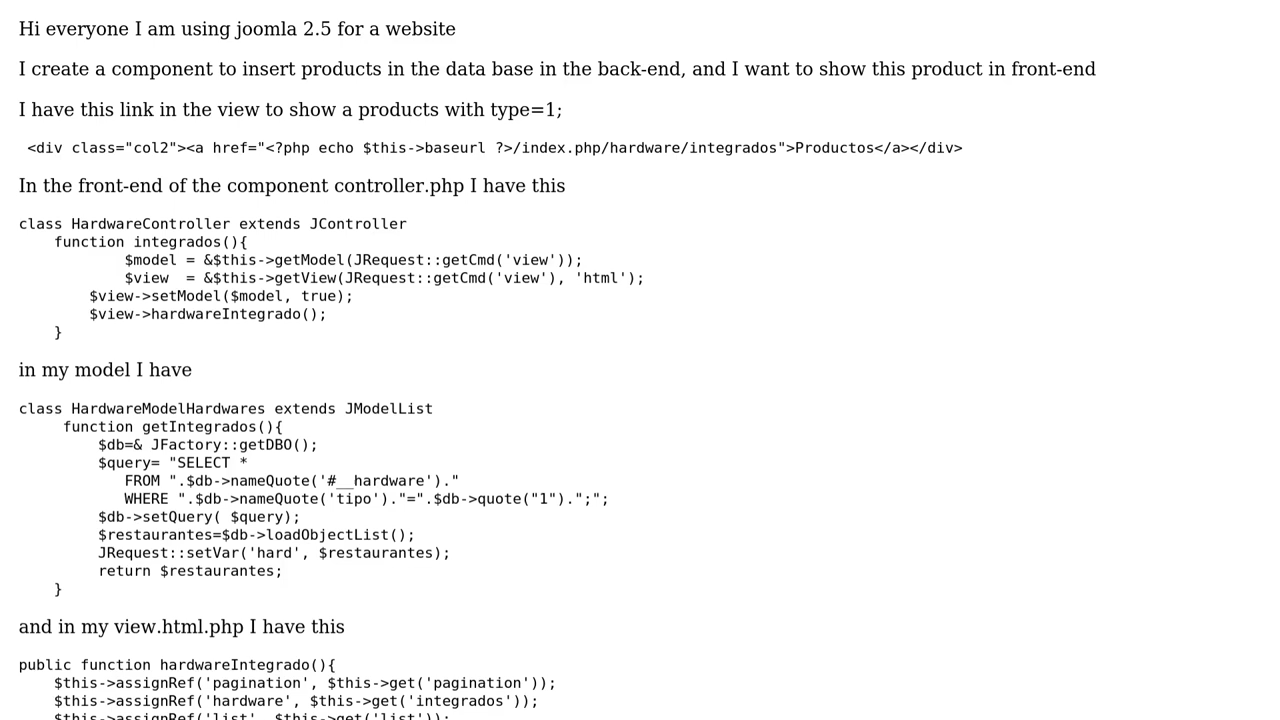 Hi everyone I am using joomla 2.5 for a website
I create a component to insert products in the data base in the back-end, and I want to show this product in front-end
I have this link in the view to show a products with type=1;
<div class="col2"><a href="<?php echo $this->baseurl ?>/index.php/hardware/integrados">Productos</a></div>
In the front-end of the component controller.php I have this
class HardwareController extends JController
    function integrados(){
            $model = &$this->getModel(JRequest::getCmd('view'));
            $view  = &$this->getView(JRequest::getCmd('view'), 'html');
        $view->setModel($model, true);
        $view->hardwareIntegrado();
    }
in my model I have
class HardwareModelHardwares extends JModelList
     function getIntegrados(){
         $db=& JFactory::getDBO();
         $query= "SELECT *
            FROM ".$db->nameQuote('#__hardware')."
            WHERE ".$db->nameQuote('tipo')."=".$db->quote("1").";";
         $db->setQuery( $query);
         $restaurantes=$db->loadObjectList();
         JRequest::setVar('hard', $restaurantes);
         return $restaurantes;
    }
and in my view.html.php I have this
public function hardwareIntegrado(){
    $this->assignRef('pagination', $this->get('pagination'));
    $this->assignRef('hardware', $this->get('integrados'));
    $this->assignRef('list', $this->get('list'));